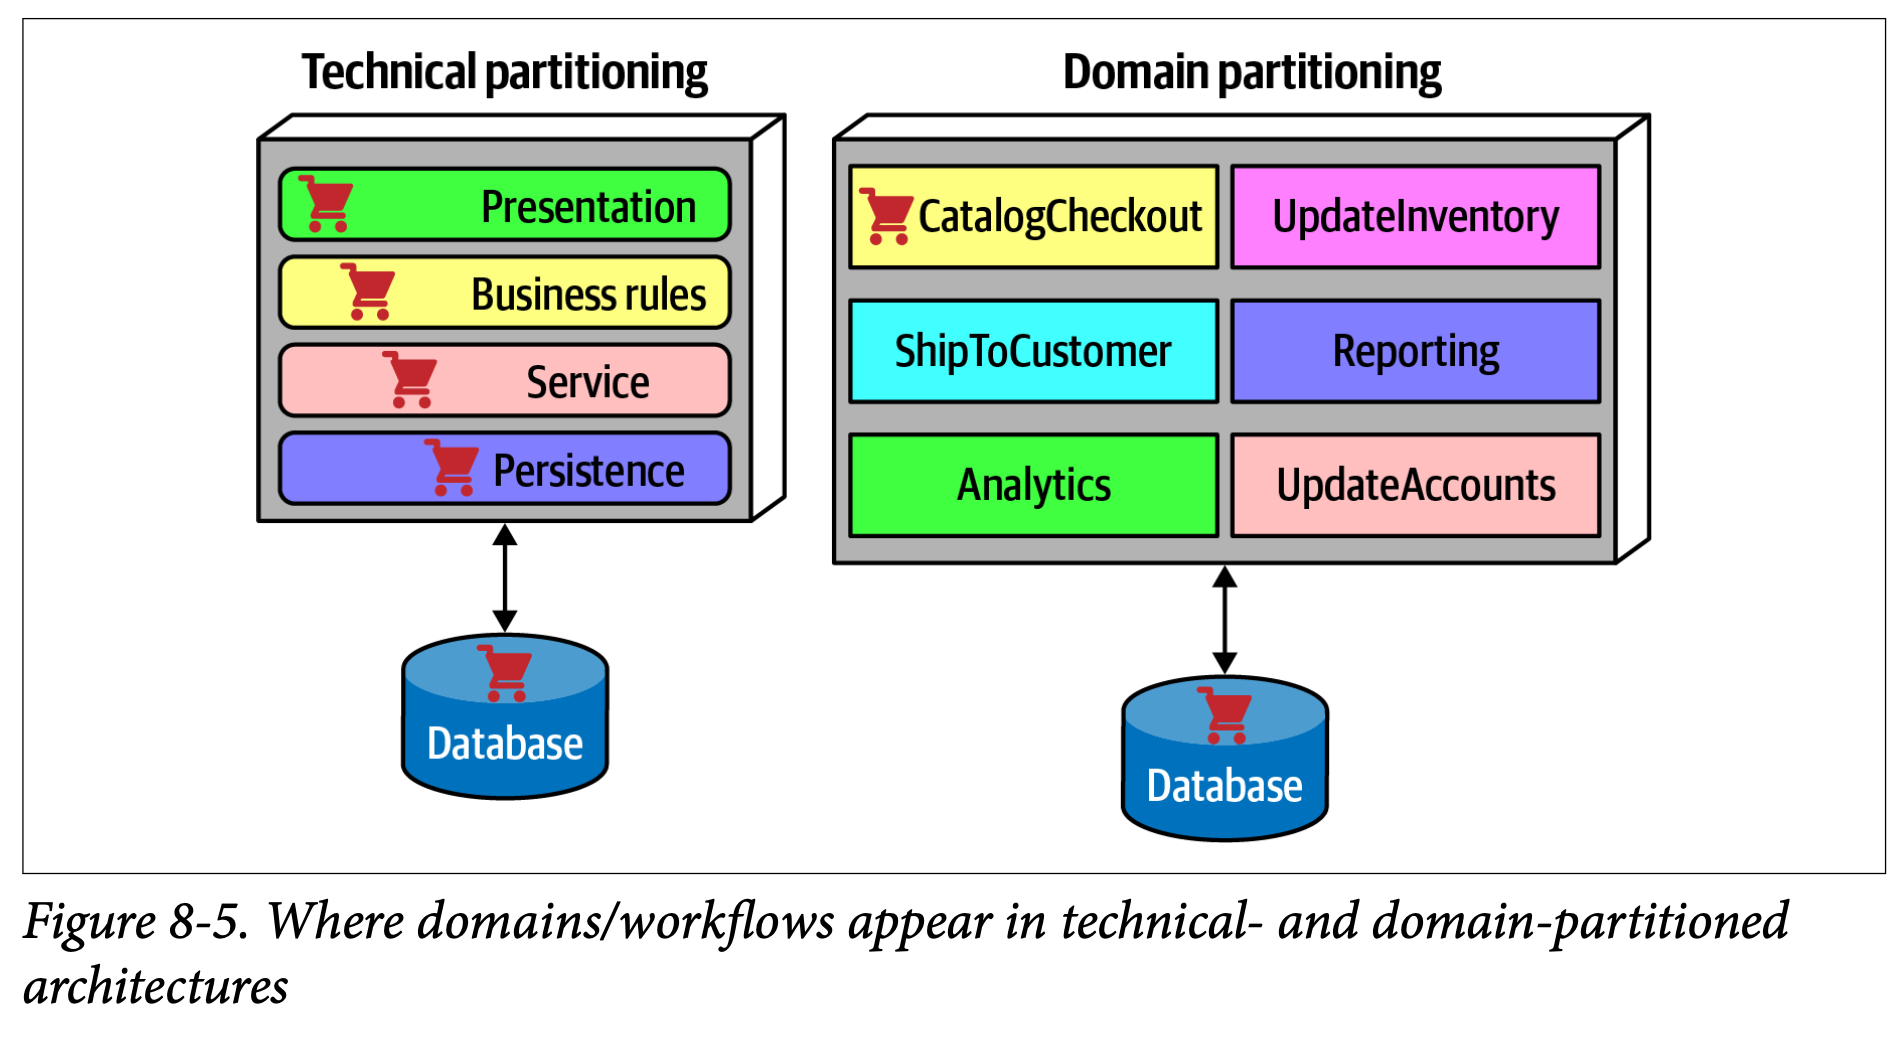 Technical partitioning
Presentation
Business rules
Service
Persistence
Database
Domain partitioning
CatalogCheckout
UpdateInventory
ShipToCustomer
Reporting
Analytics
UpdateAccounts
Database
Figure 8-5. Where domains/workflows appear in technical- and domain-partitioned
architectures